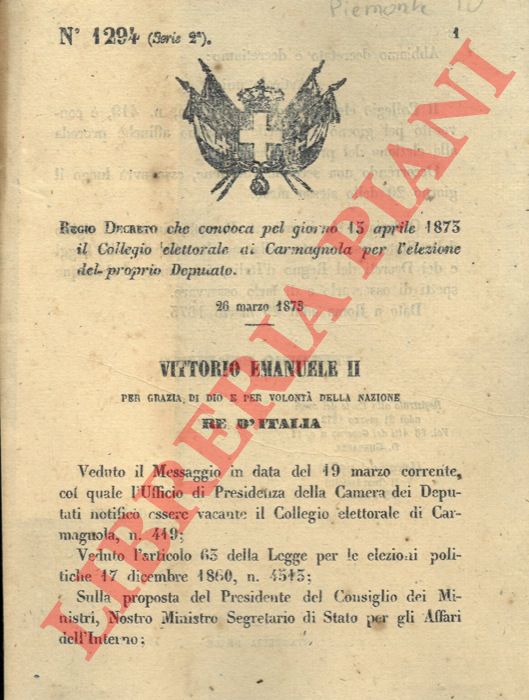 Piemonte TO
N° 1294 (Serie 2ª). 1
REGIO DECRETO che convoca pel giorno 13 aprile 1873
il Collegio elettorale di Carmagnola per l'elezione
del proprio Deputato.
26 marzo 1873
VITTORIO EMANUELE II
PER GRAZIA DI DIO E PER VOLONTÀ DELLA NAZIONE
RE D'ITALIA
Veduto il Messaggio in data del 19 marzo corrente,
col quale l'Ufficio di Presidenza della Camera dei Depu-
tati notificò essere vacante il Collegio elettorale di Car-
magnola, n. 419;
Veduto l'articolo 63 della Legge per le elezioni poli-
tiche 17 dicembre 1860, n. 4513;
Sulla proposta del Presidente del Consiglio dei Mi-
nistri, Nostro Ministro Segretario di Stato per gli Affari
dell'Interno;
LIBRERIA PIANI